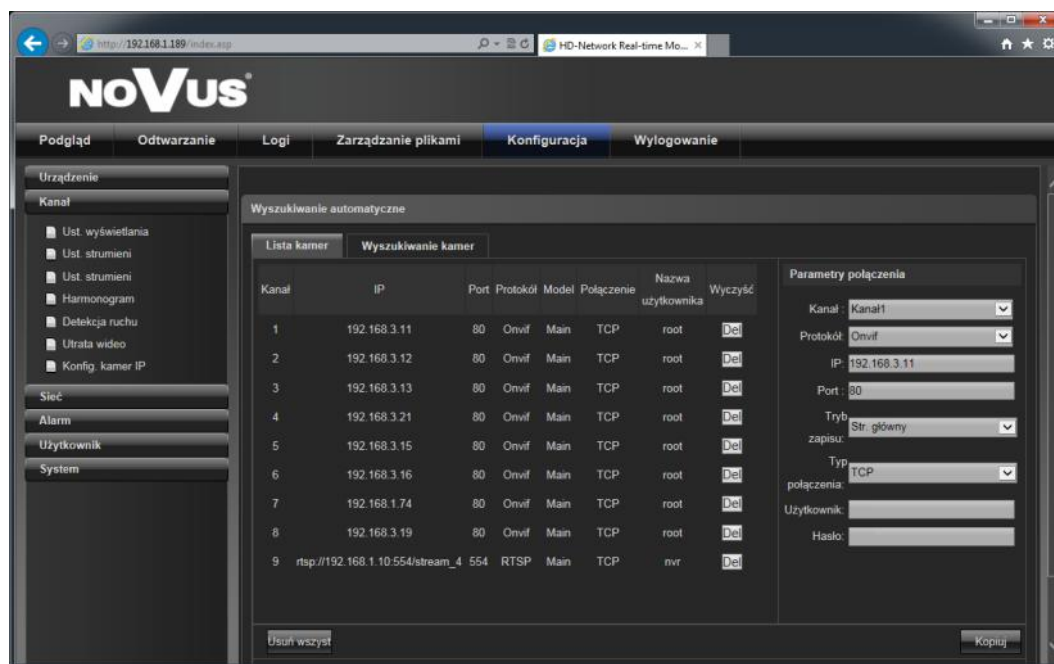 http://192.168.1.189/index.asp
HD-Network Real-time Mo...
NOVUS®
Podgląd Odtwarzanie Logi Zarządzanie plikami Konfiguracja Wylogowanie
Urządzenie
Kanał
Ust. wyświetlania
Ust. strumieni
Ust. strumieni
Harmonogram
Detekcja ruchu
Utrata wideo
Konfig. kamer IP
Sieć
Alarm
Użytkownik
System
Wyszukiwanie automatyczne
Lista kamer Wyszukiwanie kamer
Kanał IP Port Protokół Model Połączenie Nazwa użytkownika Wyczyść
1 192.168.3.11 80 Onvif Main TCP root Del
2 192.168.3.12 80 Onvif Main TCP root Del
3 192.168.3.13 80 Onvif Main TCP root Del
4 192.168.3.21 80 Onvif Main TCP root Del
5 192.168.3.15 80 Onvif Main TCP root Del
6 192.168.3.16 80 Onvif Main TCP root Del
7 192.168.1.74 80 Onvif Main TCP root Del
8 192.168.3.19 80 Onvif Main TCP root Del
9 rtsp://192.168.1.10:554/stream_4 554 RTSP Main TCP nvr Del
Usuń wszyst
Parametry połączenia
Kanał : Kanał1
Protokół: Onvif
IP: 192.168.3.11
Port : 80
Tryb zapisu: Str. główny
Typ połączenia: TCP
Użytkownik:
Hasło:
Kopiuj